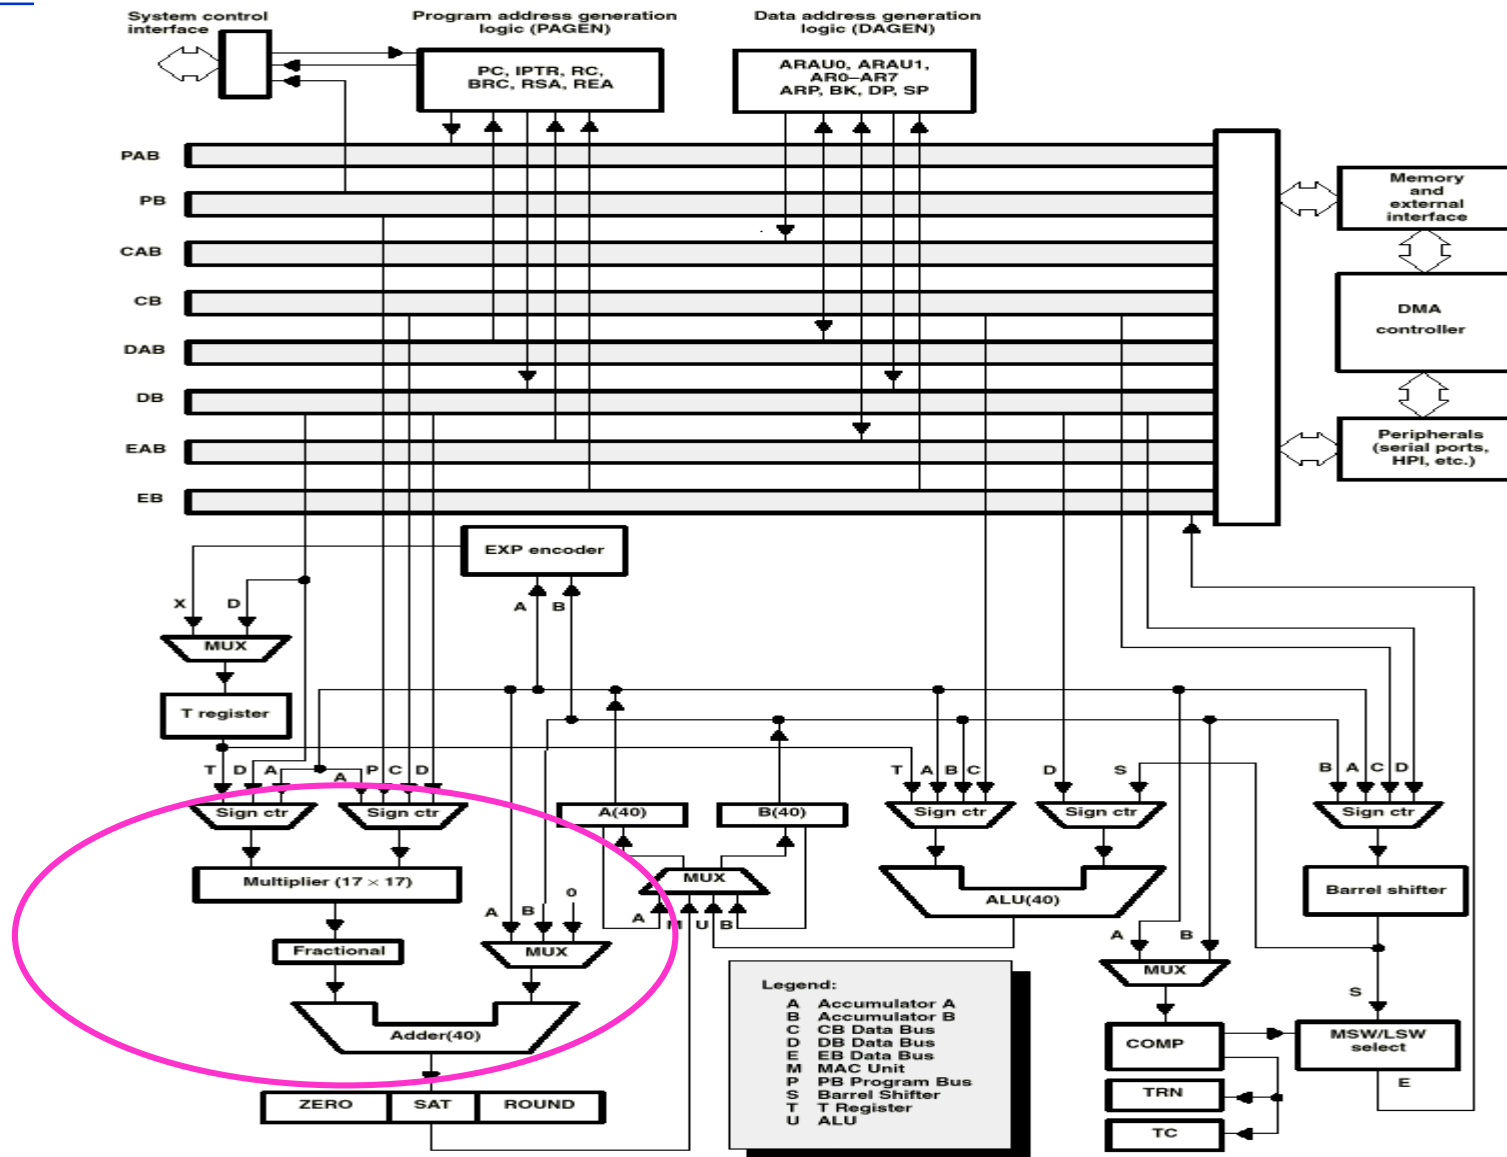 System control
interface
Program address generation
logic (PAGEN)
Data address generation
logic (DAGEN)
PC, IPTR, RC,
BRC, RSA, REA
ARAU0, ARAU1,
AR0–AR7
ARP, BK, DP, SP
PAB
PB
CAB
CB
DAB
DB
EAB
EB
Memory
and
external
interface
DMA
controller
Peripherals
(serial ports,
HPI, etc.)
EXP encoder
A B
X D
MUX
T register
T D A
A P C D
Sign ctr
Sign ctr
Multiplier (17 × 17)
Fractional
A B 0
MUX
Adder(40)
ZERO SAT ROUND
A(40)
B(40)
MUX
A M U B
T A B C
D S
Sign ctr
Sign ctr
ALU(40)
B A C D
Sign ctr
Barrel shifter
A B
MUX
S
COMP
MSW/LSW
select
TRN
TC
E
Legend:
A Accumulator A
B Accumulator B
C CB Data Bus
D DB Data Bus
E EB Data Bus
M MAC Unit
P PB Program Bus
S Barrel Shifter
T T Register
U ALU